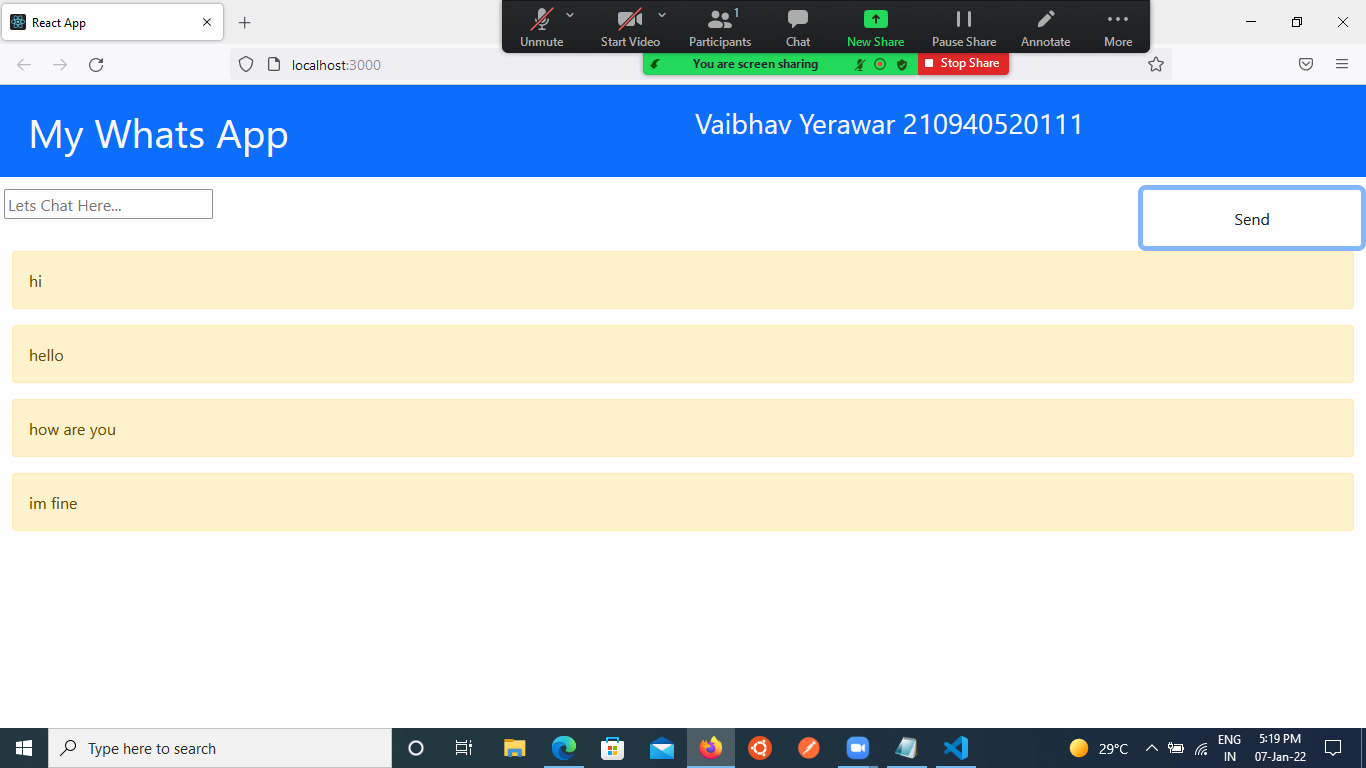 React App
1
Unmute Start Video Participants Chat New Share Pause Share Annotate More
localhost:3000
You are screen sharing Stop Share
My Whats App
Vaibhav Yerawar 210940520111
Lets Chat Here...
Send
hi
hello
how are you
im fine
Type here to search
29°C
ENG
IN
5:19 PM
07-Jan-22